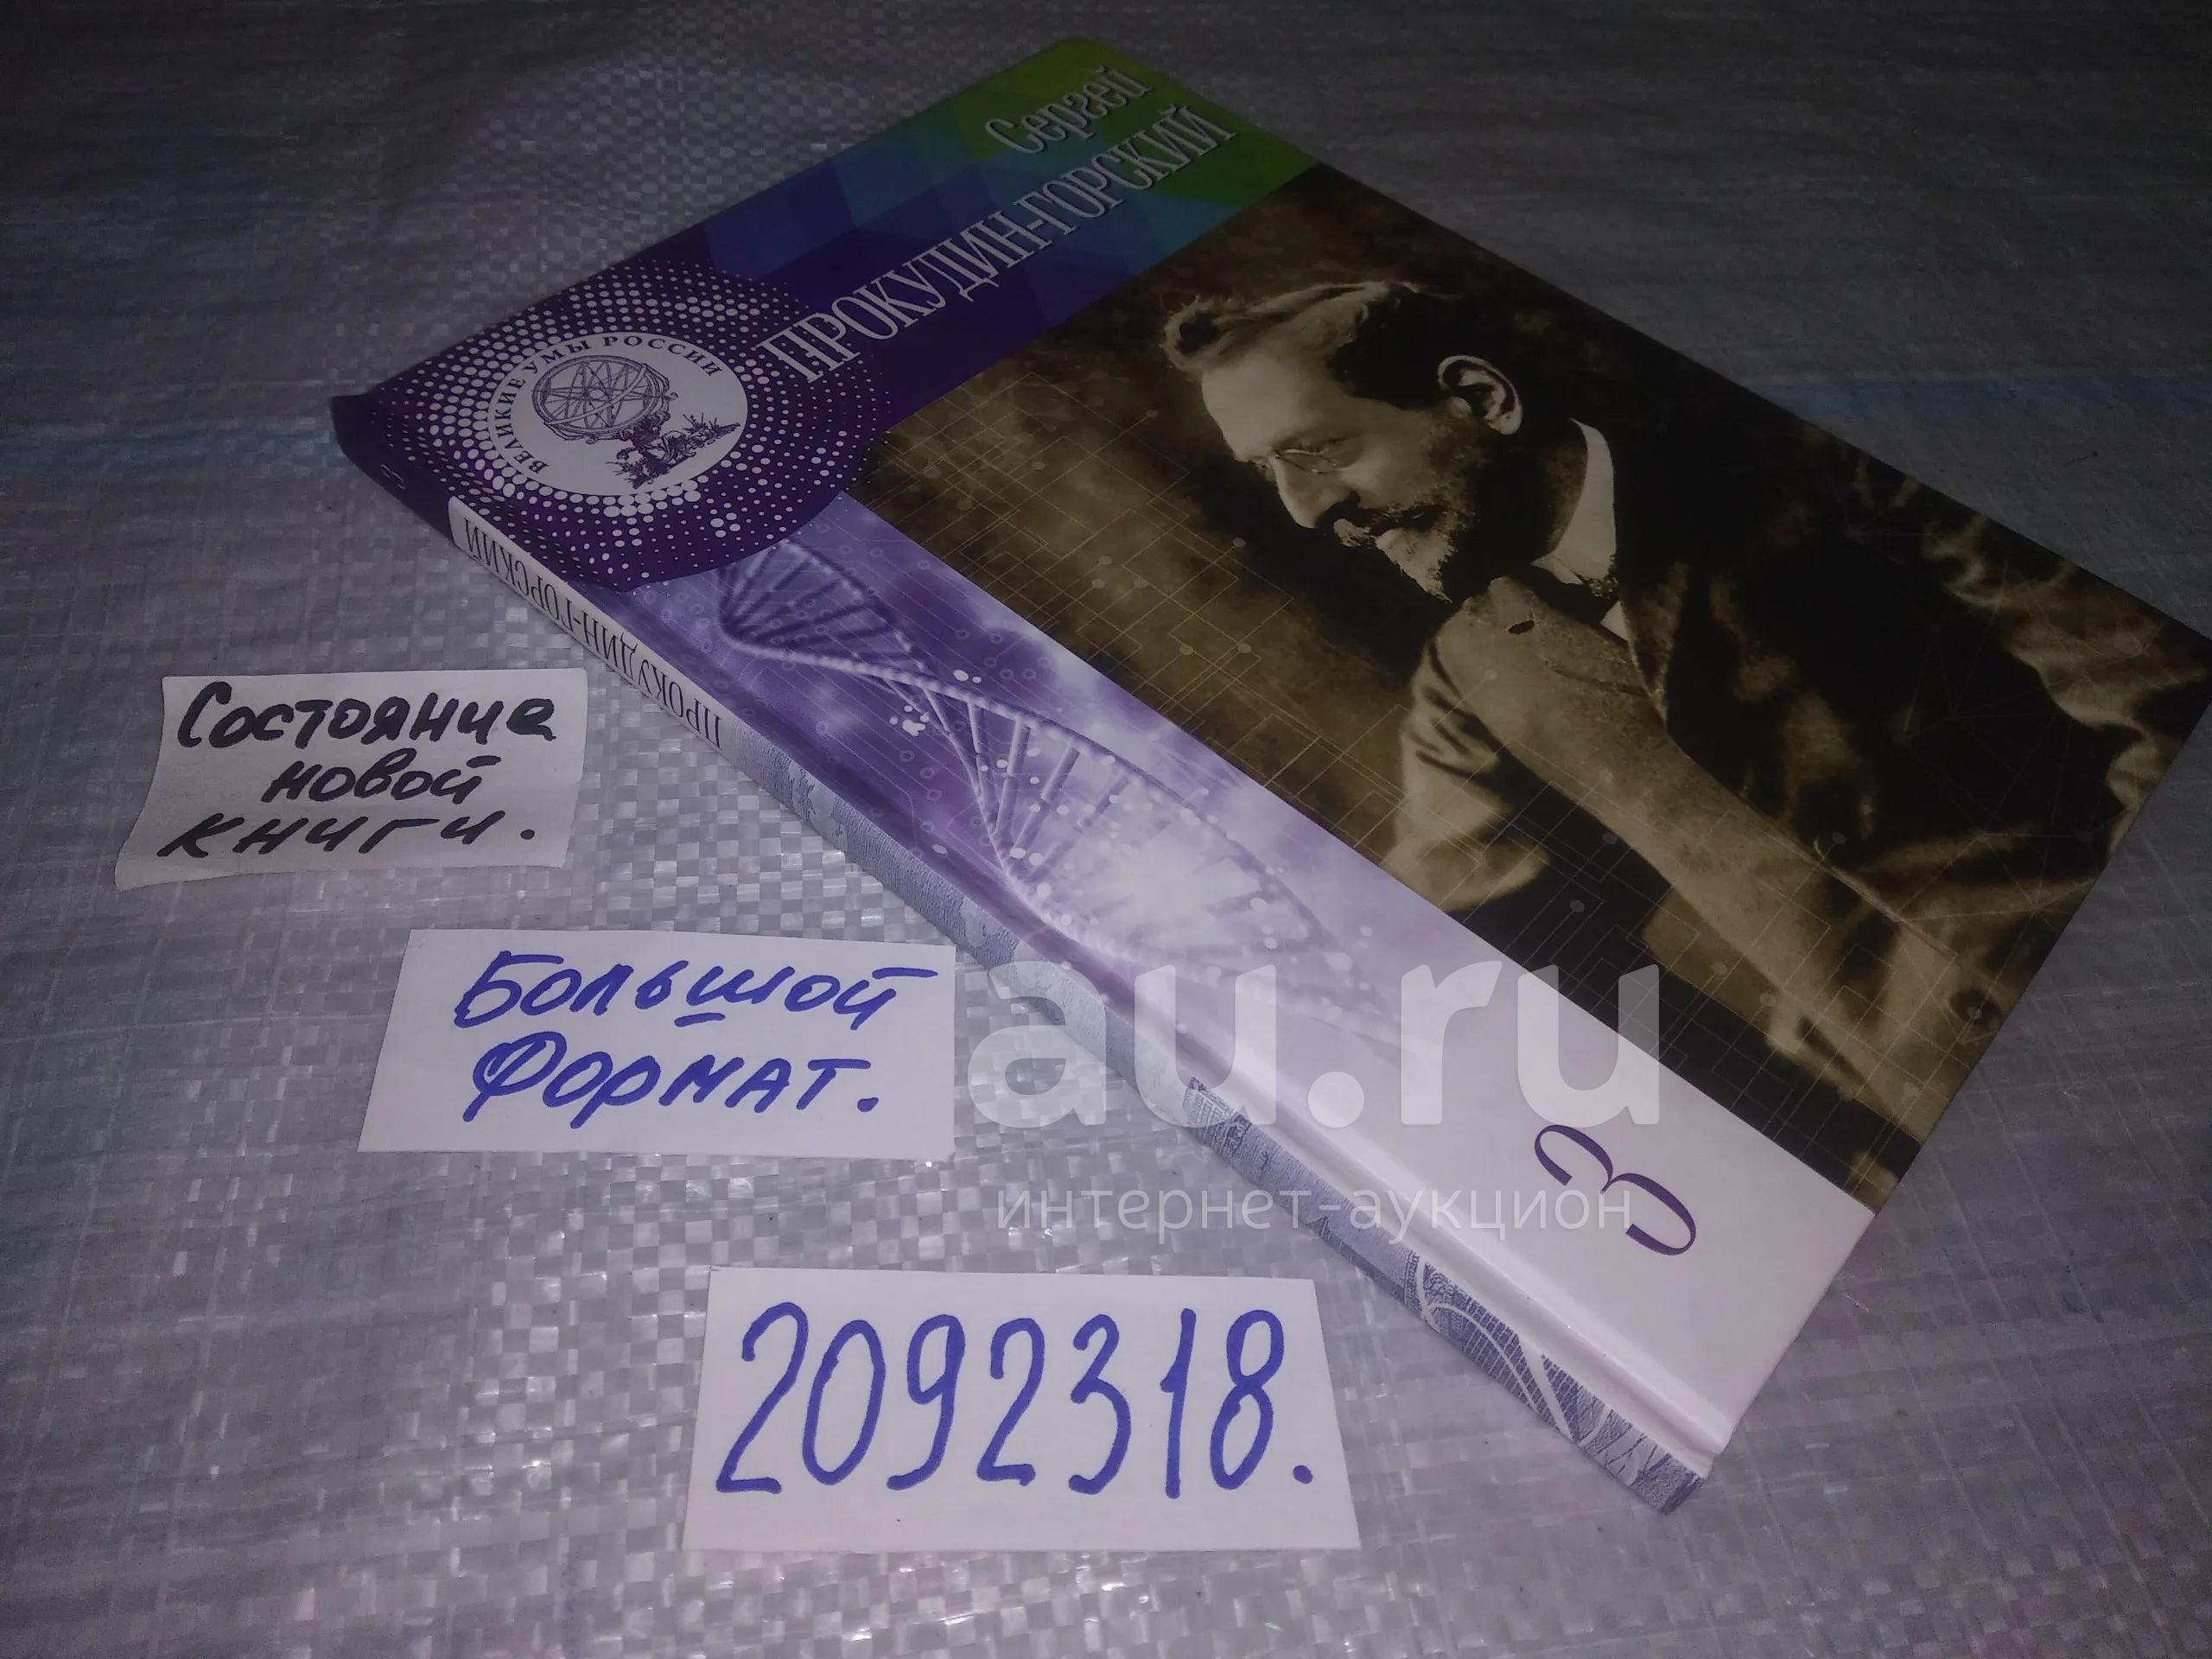 Сергей
ПРОКУДИН-ГОРСКИЙ
ВЕЛИКИЕ УМЫ РОССИИ
3
3
ПРОКУДИН-ГОРСКИЙ
Состояние
новой
книги.
Большой
Формат.
2092318.
au.ru
интернет-аукцион